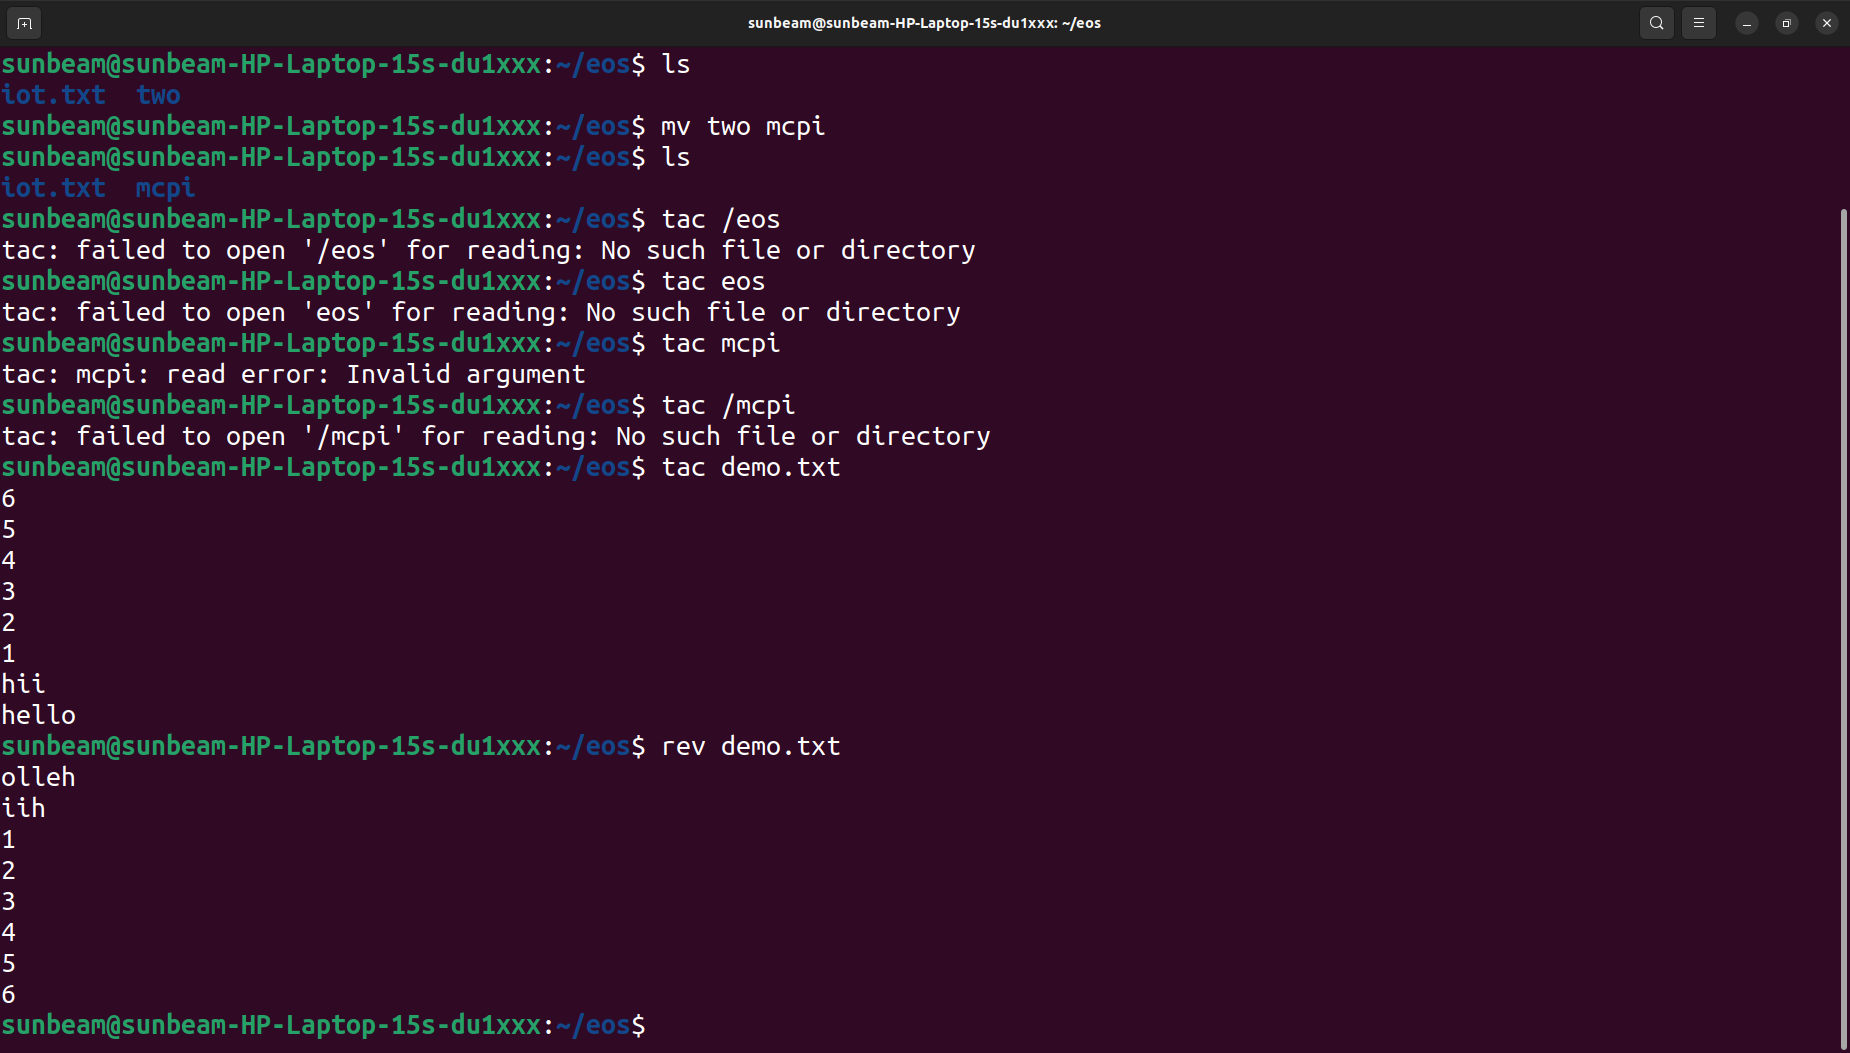 sunbeam@sunbeam-HP-Laptop-15s-du1xxx: ~/eos
sunbeam@sunbeam-HP-Laptop-15s-du1xxx:~/eos$ ls
iot.txt  two
sunbeam@sunbeam-HP-Laptop-15s-du1xxx:~/eos$ mv two mcpi
sunbeam@sunbeam-HP-Laptop-15s-du1xxx:~/eos$ ls
iot.txt  mcpi
sunbeam@sunbeam-HP-Laptop-15s-du1xxx:~/eos$ tac /eos
tac: failed to open '/eos' for reading: No such file or directory
sunbeam@sunbeam-HP-Laptop-15s-du1xxx:~/eos$ tac eos
tac: failed to open 'eos' for reading: No such file or directory
sunbeam@sunbeam-HP-Laptop-15s-du1xxx:~/eos$ tac mcpi
tac: mcpi: read error: Invalid argument
sunbeam@sunbeam-HP-Laptop-15s-du1xxx:~/eos$ tac /mcpi
tac: failed to open '/mcpi' for reading: No such file or directory
sunbeam@sunbeam-HP-Laptop-15s-du1xxx:~/eos$ tac demo.txt
6
5
4
3
2
1
hii
hello
sunbeam@sunbeam-HP-Laptop-15s-du1xxx:~/eos$ rev demo.txt
olleh
iih
1
2
3
4
5
6
sunbeam@sunbeam-HP-Laptop-15s-du1xxx:~/eos$